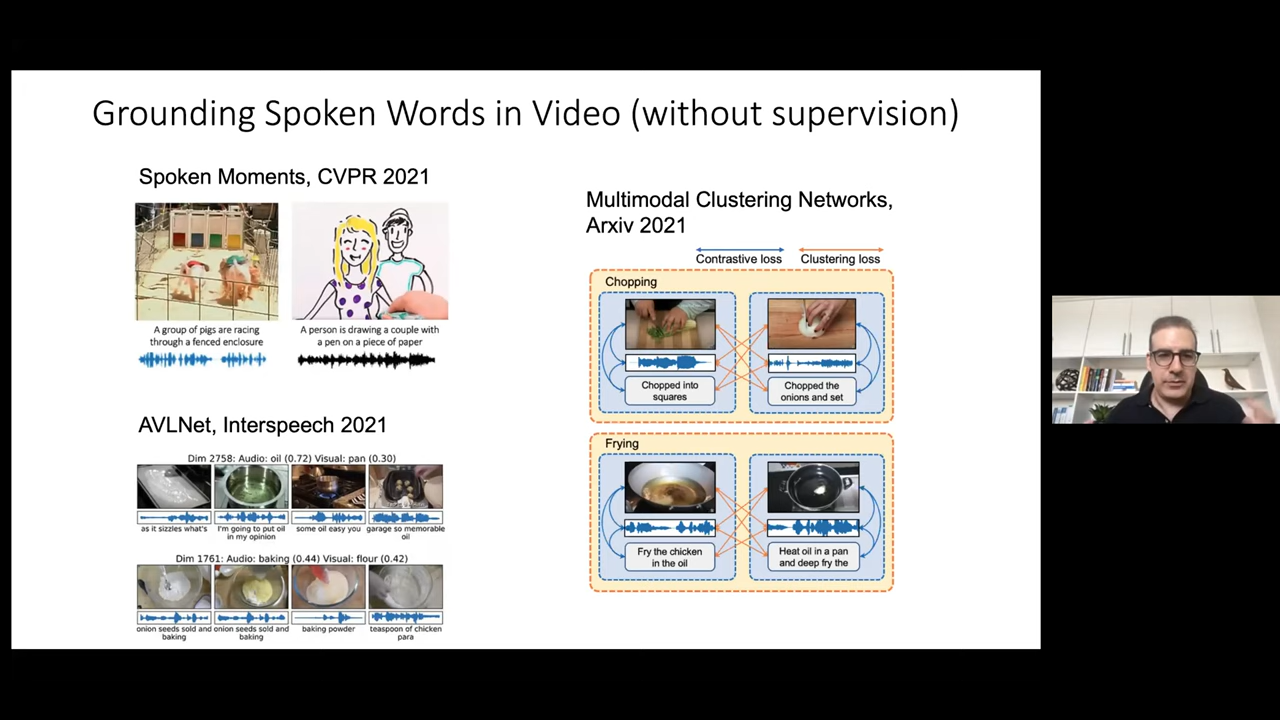 Grounding Spoken Words in Video (without supervision)
Spoken Moments, CVPR 2021
A group of pigs are racing
through a fenced enclosure
A person is drawing a couple with
a pen on a piece of paper
AVLNet, Interspeech 2021
Dim 2758: Audio: oil (0.72) Visual: pan (0.30)
as it sizzles what's
I'm going to put oil
in my opinion
some oil easy you
garage so memorable
oil
Dim 1761: Audio: baking (0.44) Visual: flour (0.42)
onion seeds sold and
baking
onion seeds sold and
baking
baking powder
teaspoon of chicken
para
Multimodal Clustering Networks,
Arxiv 2021
Contrastive loss
Clustering loss
Chopping
Chopped into
squares
Chopped the
onions and set
Frying
Fry the chicken
in the oil
Heat oil in a pan
and deep fry the